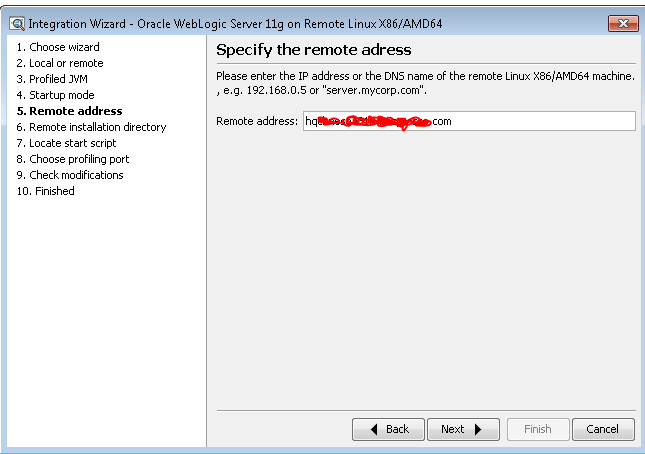 Integration Wizard - Oracle WebLogic Server 11g on Remote Linux X86/AMD64
1. Choose wizard
2. Local or remote
3. Profiled JVM
4. Startup mode
5. Remote address
6. Remote installation directory
7. Locate start script
8. Choose profiling port
9. Check modifications
10. Finished
Specify the remote adress
Please enter the IP address or the DNS name of the remote Linux X86/AMD64 machine.
, e.g. 192.168.0.5 or "server.mycorp.com".
Remote address: .com
Back Next Finish Cancel